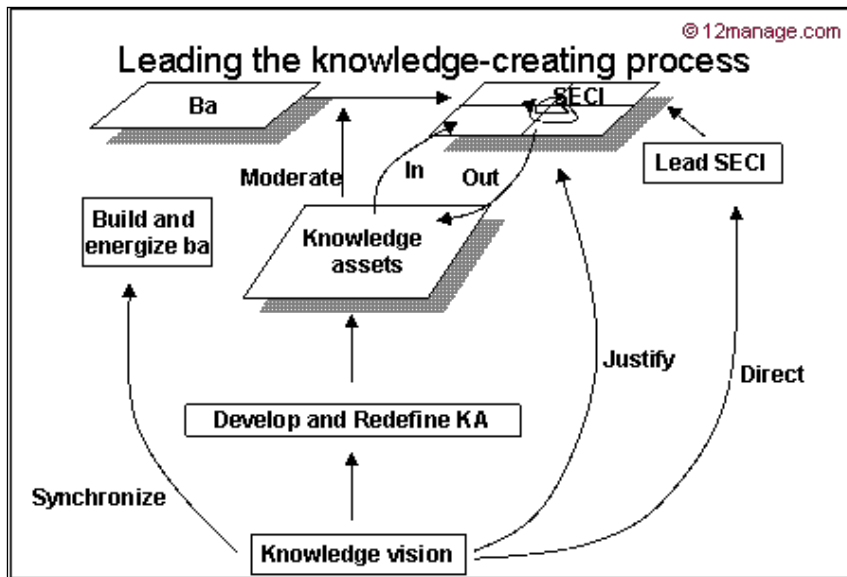 © 12manage.com
Leading the knowledge-creating process
Ba
SECI
Lead SECI
Moderate
In
Out
Build and
energize ba
Knowledge
assets
Justify
Direct
Develop and Redefine KA
Synchronize
Knowledge vision